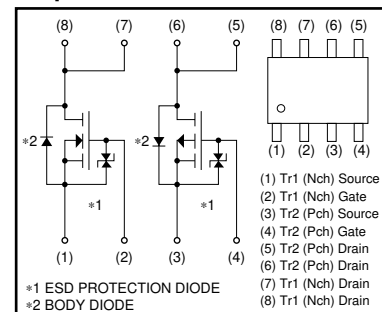 (8) (7) (6) (5)
(8) (7) (6) (5)
∗2 ∗2
∗1 ∗1
(1) (2) (3) (4)
(1) (2) (3) (4)
(1) Tr1 (Nch) Source
(2) Tr1 (Nch) Gate
(3) Tr2 (Pch) Source
(4) Tr2 (Pch) Gate
(5) Tr2 (Pch) Drain
(6) Tr2 (Pch) Drain
(7) Tr1 (Nch) Drain
(8) Tr1 (Nch) Drain
∗1 ESD PROTECTION DIODE
∗2 BODY DIODE